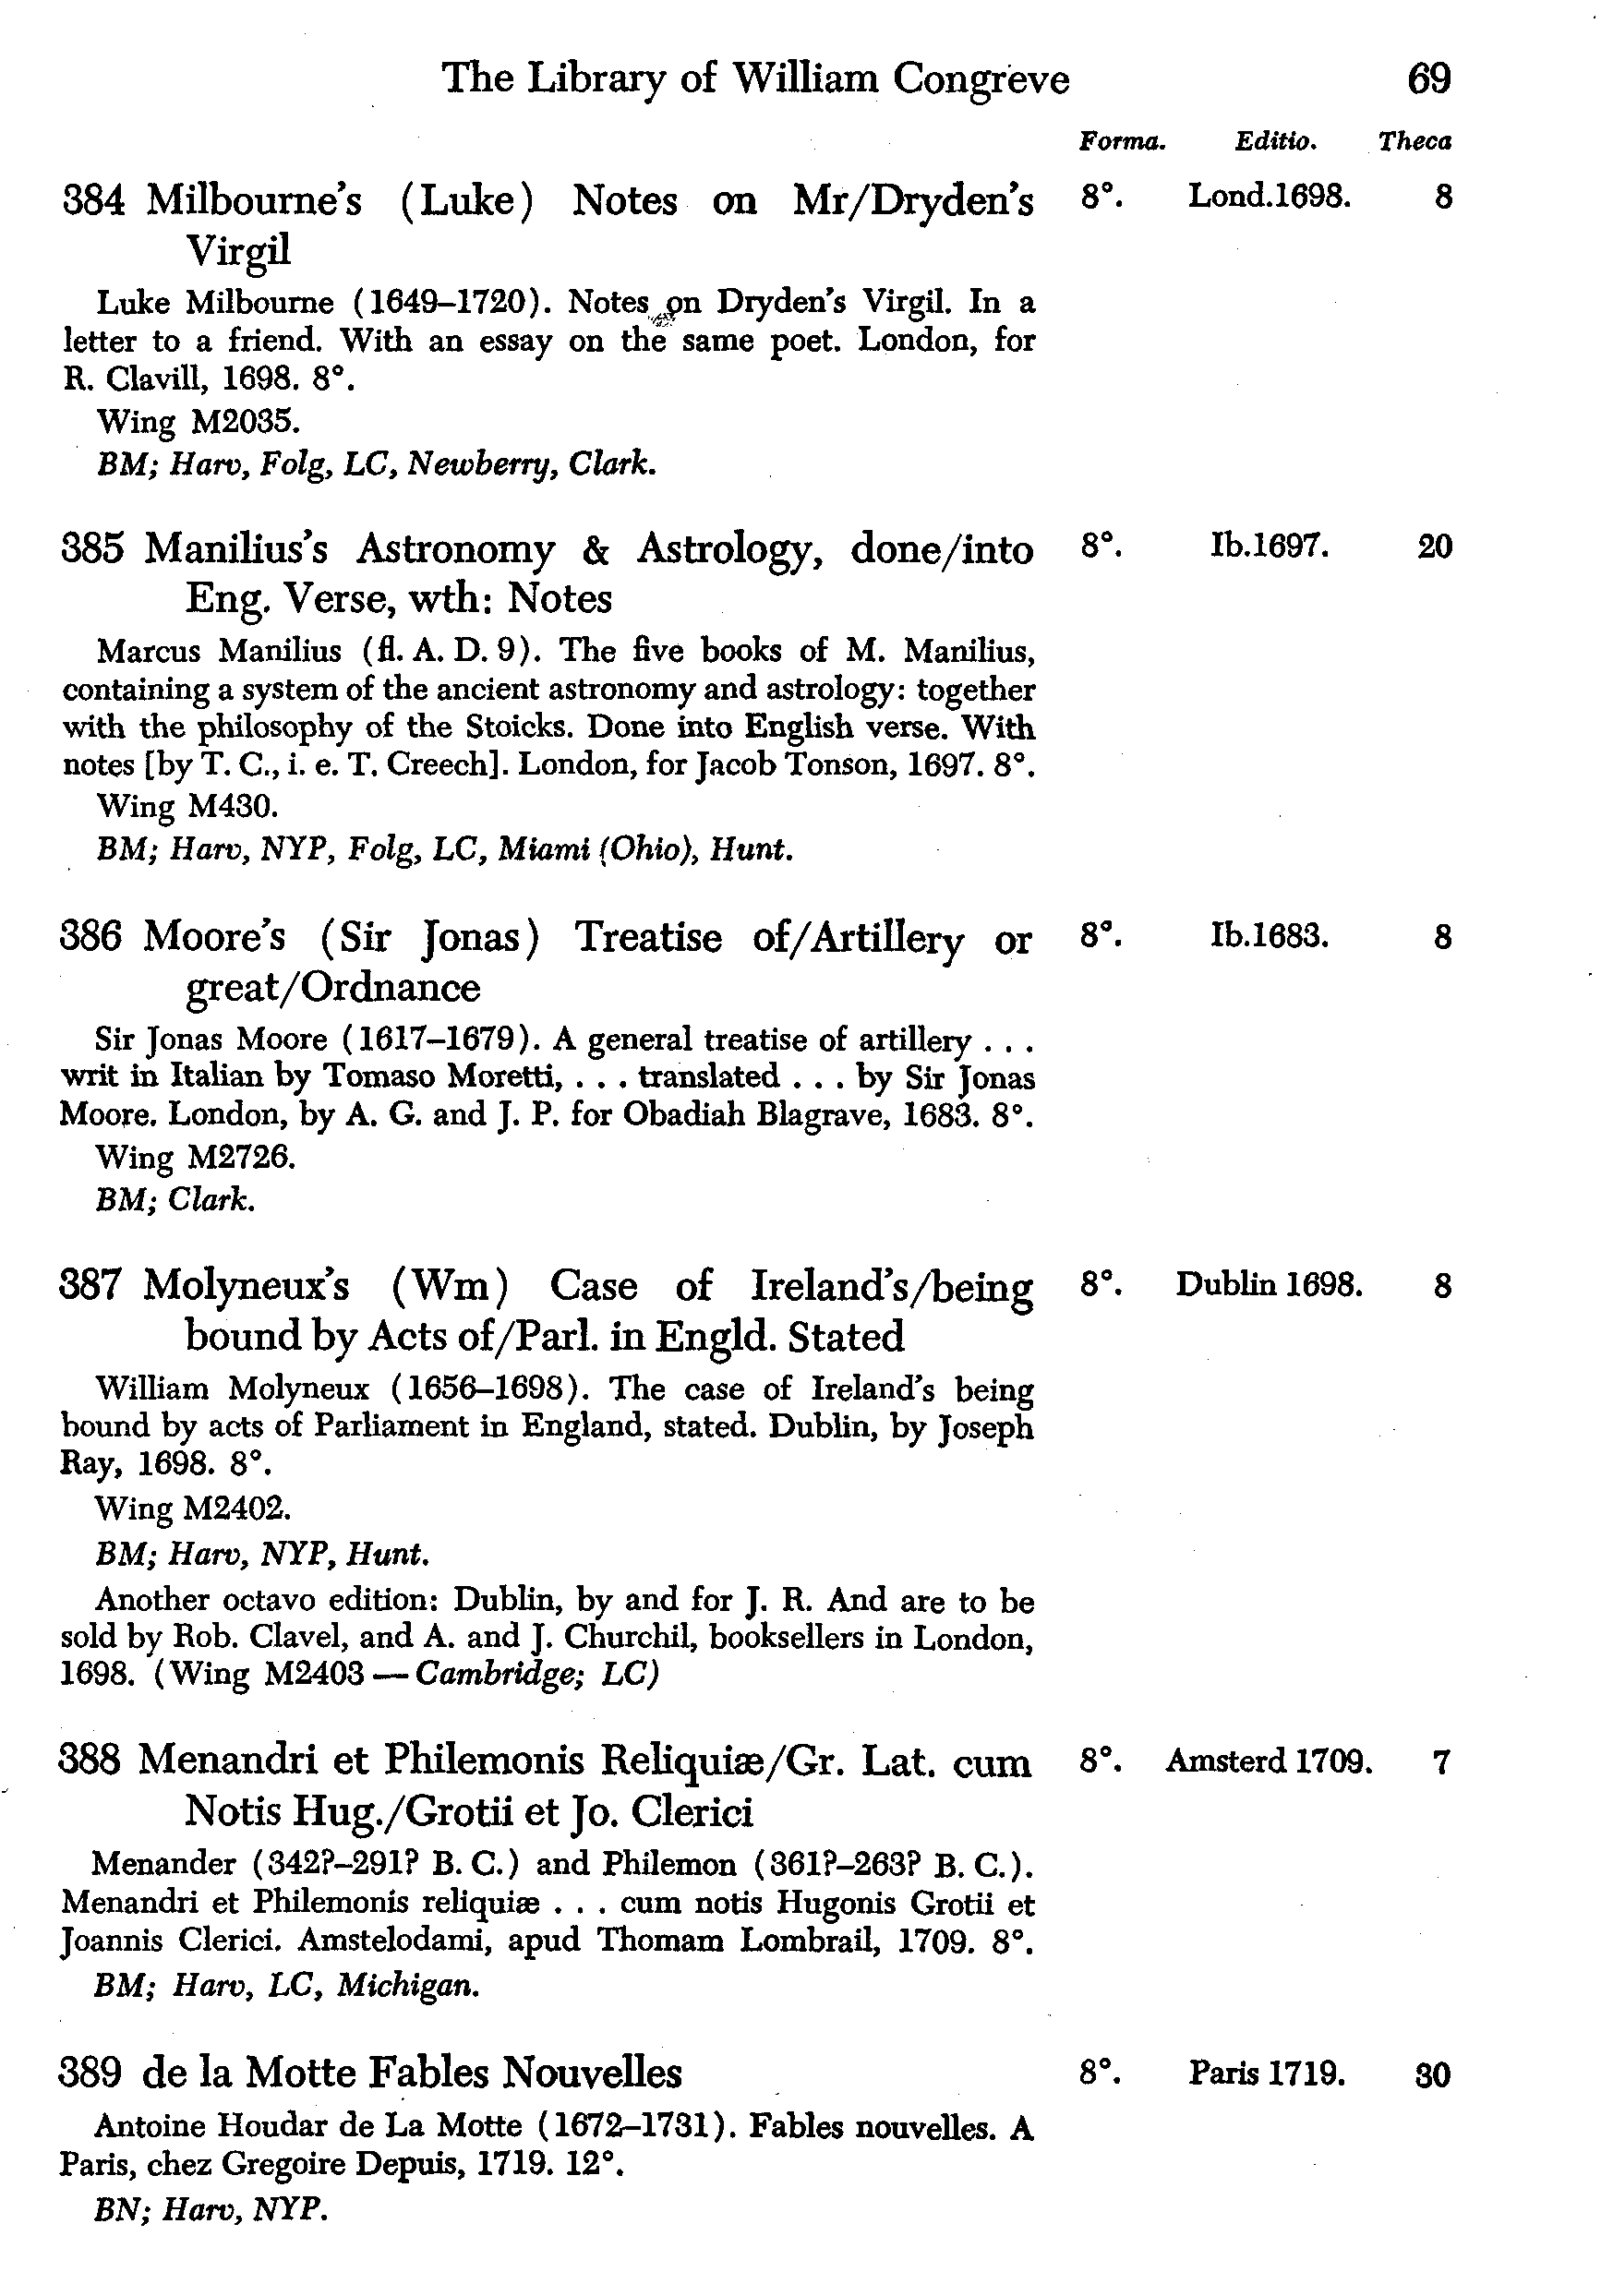 The Library of William Congreve 69
Forma. Editio. Theca
384 Milbourne's (Luke) Notes on Mr/Dryden's 8°. Lond.1698. 8
Virgil
Luke Milbourne (1649–1720). Notes on Dryden's Virgil. In a
letter to a friend. With an essay on the same poet. London, for
R. Clavill, 1698. 8°.
Wing M2035.
BM; Harv, Folg, LC, Newberry, Clark.
385 Manilius's Astronomy & Astrology, done/into 8°. Ib.1697. 20
Eng. Verse, wth: Notes
Marcus Manilius (fl. A. D. 9). The five books of M. Manilius,
containing a system of the ancient astronomy and astrology: together
with the philosophy of the Stoicks. Done into English verse. With
notes [by T. C., i. e. T. Creech]. London, for Jacob Tonson, 1697. 8°.
Wing M430.
BM; Harv, NYP, Folg, LC, Miami (Ohio), Hunt.
386 Moore's (Sir Jonas) Treatise of/Artillery or 8°. Ib.1683. 8
great/Ordnance
Sir Jonas Moore (1617–1679). A general treatise of artillery . . .
writ in Italian by Tomaso Moretti, . . . translated . . . by Sir Jonas
Moore. London, by A. G. and J. P. for Obadiah Blagrave, 1683. 8°.
Wing M2726.
BM; Clark.
387 Molyneux's (Wm) Case of Ireland's/being 8°. Dublin 1698. 8
bound by Acts of/Parl. in Engld. Stated
William Molyneux (1656–1698). The case of Ireland's being
bound by acts of Parliament in England, stated. Dublin, by Joseph
Ray, 1698. 8°.
Wing M2402.
BM; Harv, NYP, Hunt.
Another octavo edition: Dublin, by and for J. R. And are to be
sold by Rob. Clavel, and A. and J. Churchil, booksellers in London,
1698. (Wing M2403 — Cambridge; LC)
388 Menandri et Philemonis Reliquiæ/Gr. Lat. cum 8°. Amsterd 1709. 7
Notis Hug./Grotii et Jo. Clerici
Menander (342?–291? B. C.) and Philemon (361?–263? B. C.).
Menandri et Philemonis reliquiæ . . . cum notis Hugonis Grotii et
Joannis Clerici. Amstelodami, apud Thomam Lombrail, 1709. 8°.
BM; Harv, LC, Michigan.
389 de la Motte Fables Nouvelles 8°. Paris 1719. 30
Antoine Houdar de La Motte (1672–1731). Fables nouvelles. A
Paris, chez Gregoire Depuis, 1719. 12°.
BN; Harv, NYP.